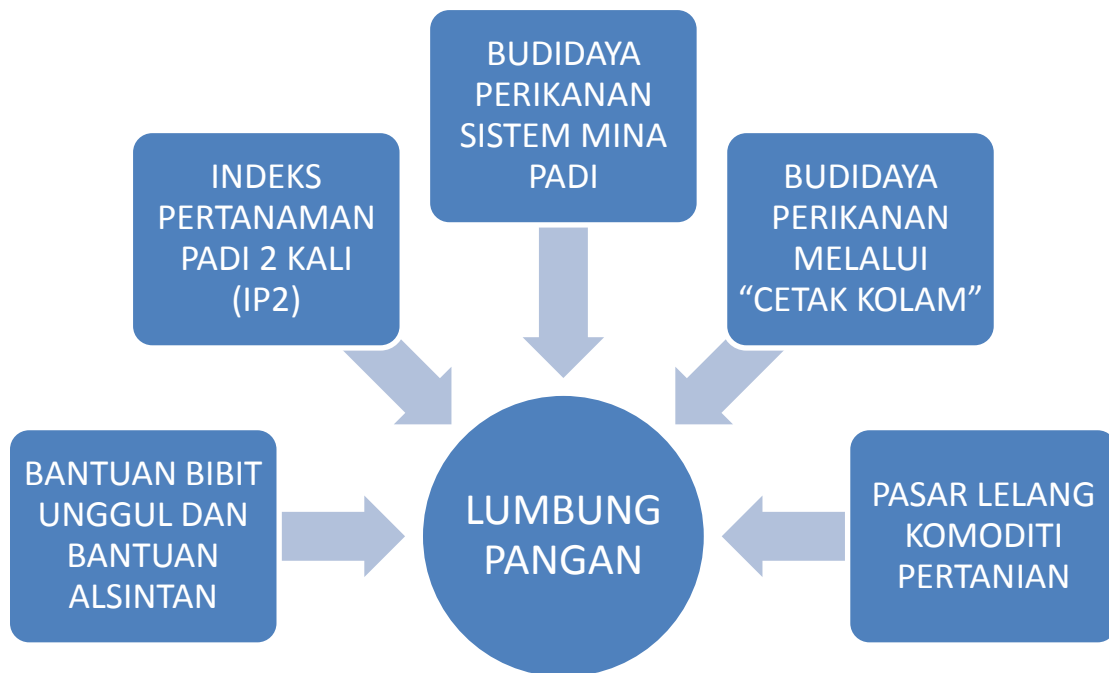 BUDIDAYA
PERIKANAN
SISTEM MINA
PADI
INDEKS
PERTANAMAN
PADI 2 KALI
(IP2)
BUDIDAYA
PERIKANAN
MELALUI
“CETAK KOLAM”
BANTUAN BIBIT
UNGGUL DAN
BANTUAN
ALSINTAN
LUMBUNG
PANGAN
PASAR LELANG
KOMODITI
PERTANIAN